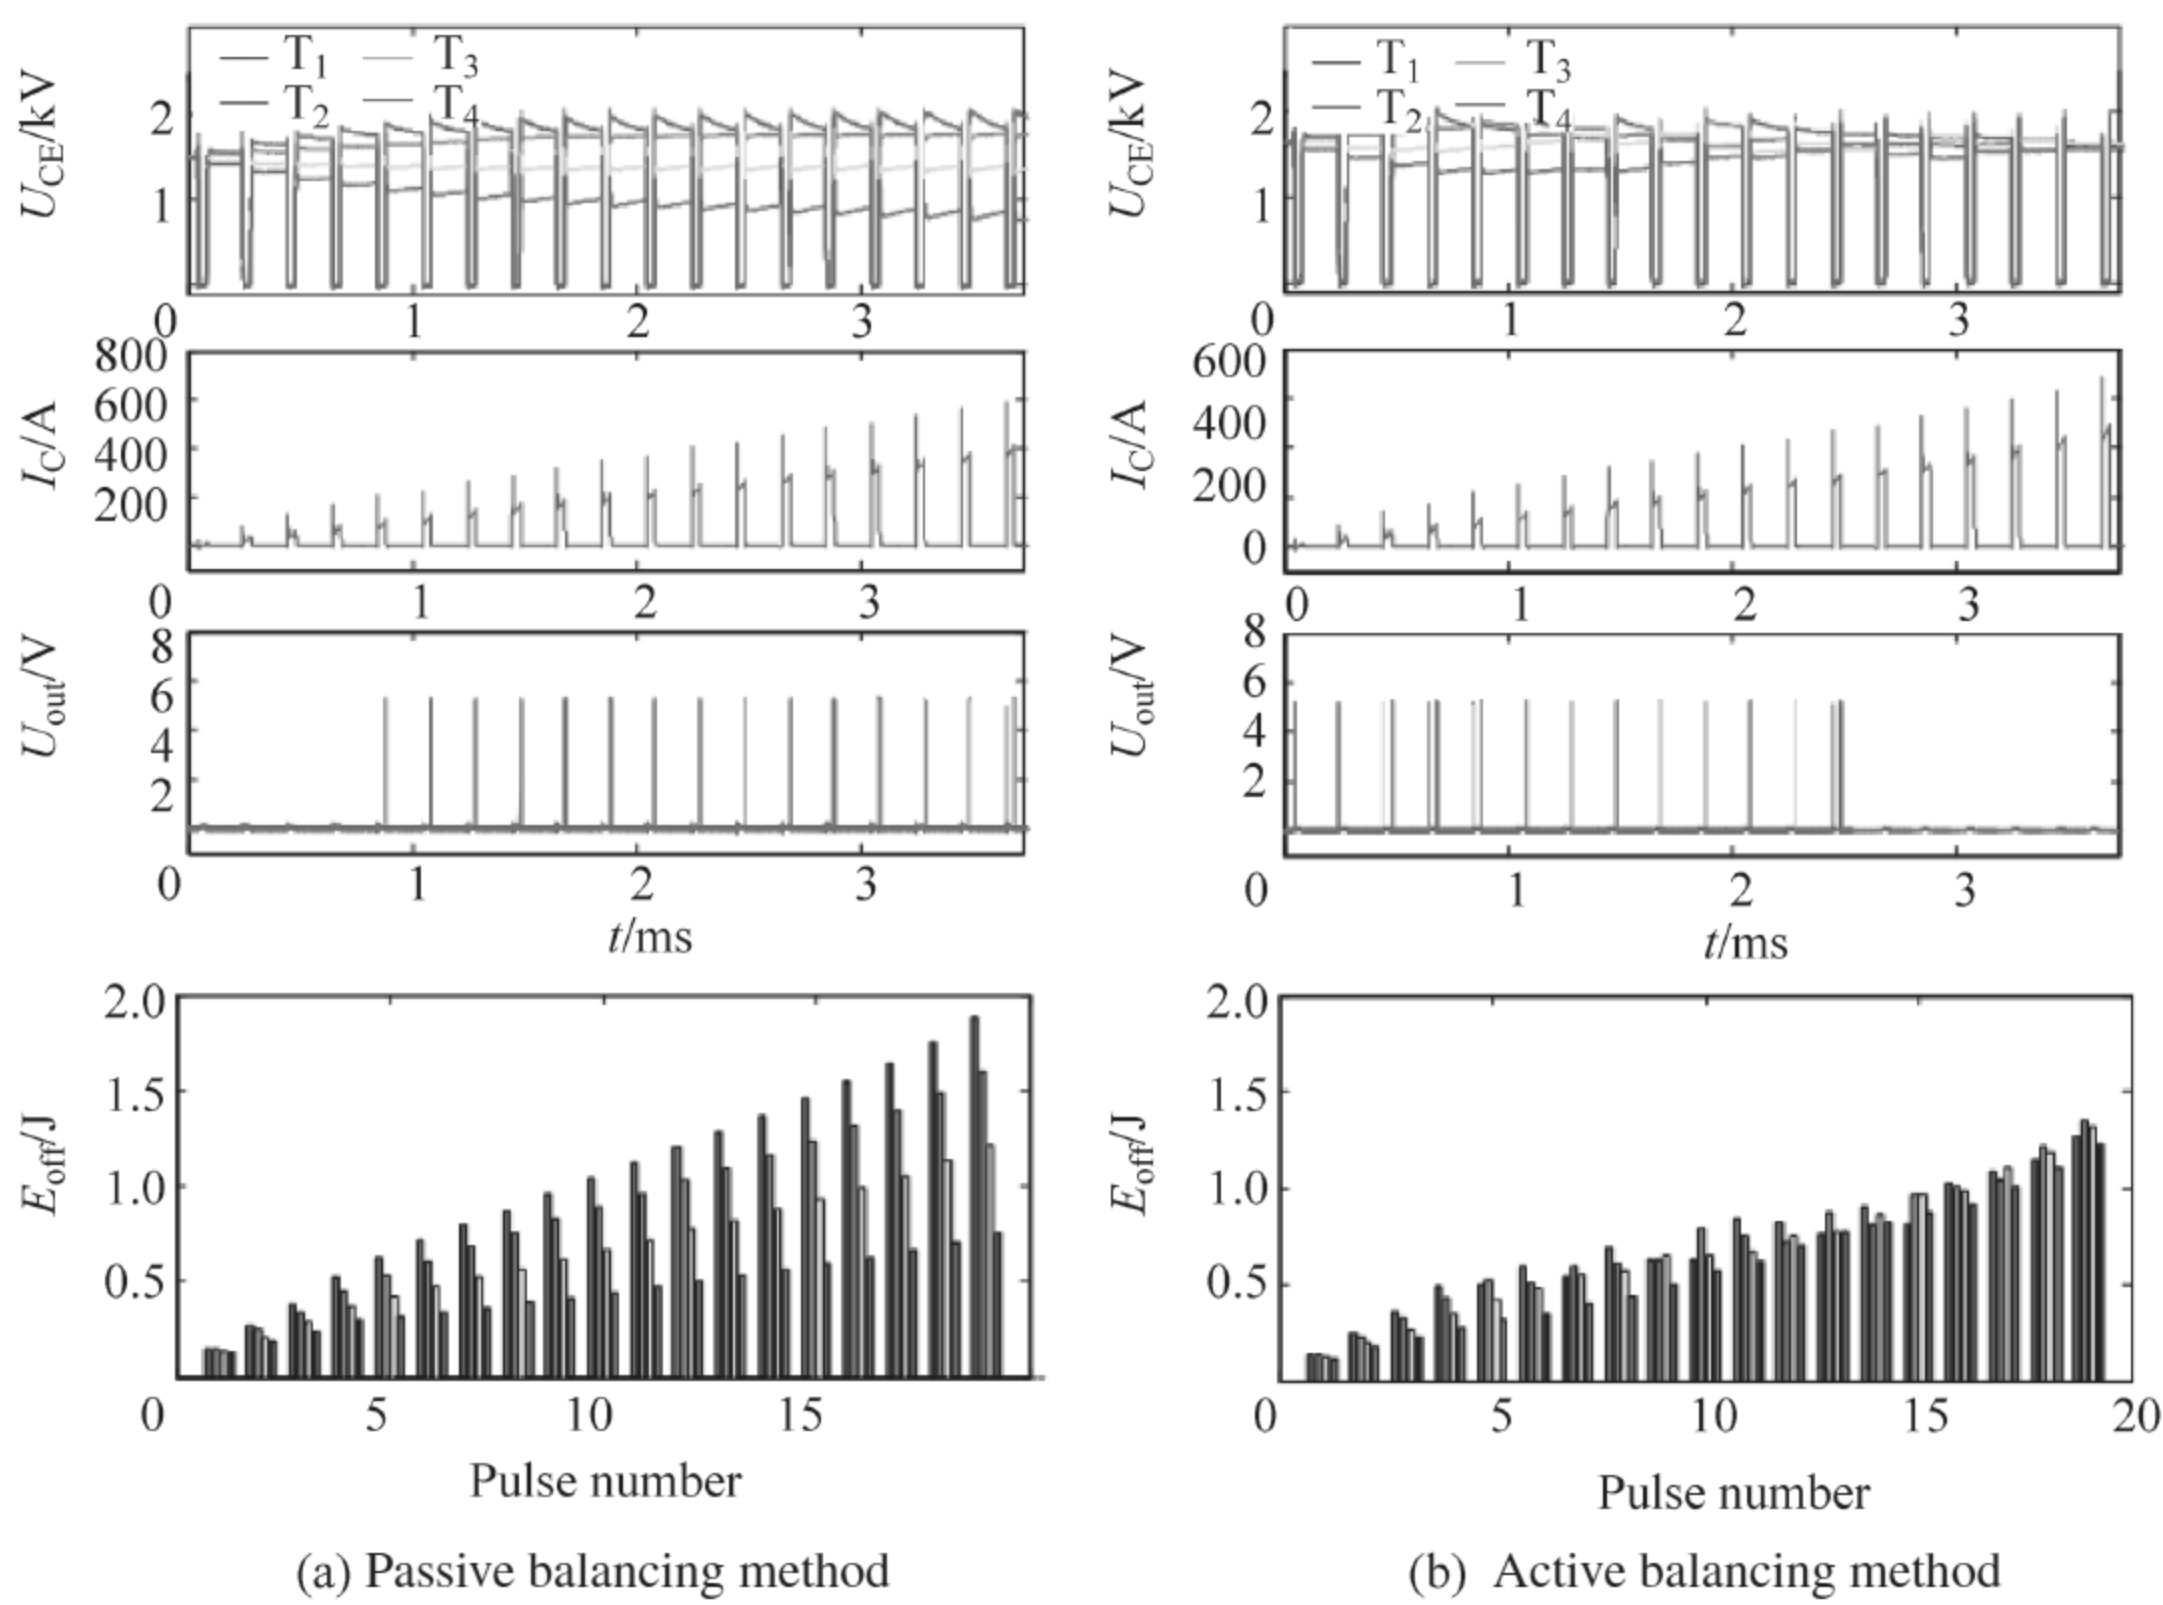 T1 T3
T2 T4
UCE/kV
2
1
0 1 2 3
IC/A
800
600
400
200
0 1 2 3
Uout/V
8
6
4
2
0 1 2 3
t/ms
Eoff/J
2.0
1.5
1.0
0.5
0 5 10 15
Pulse number
(a) Passive balancing method
T1 T3
T2 T4
UCE/kV
2
1
0 1 2 3
IC/A
600
400
200
0
0 1 2 3
Uout/V
8
6
4
2
0 1 2 3
t/ms
Eoff/J
2.0
1.5
1.0
0.5
0 5 10 15 20
Pulse number
(b) Active balancing method